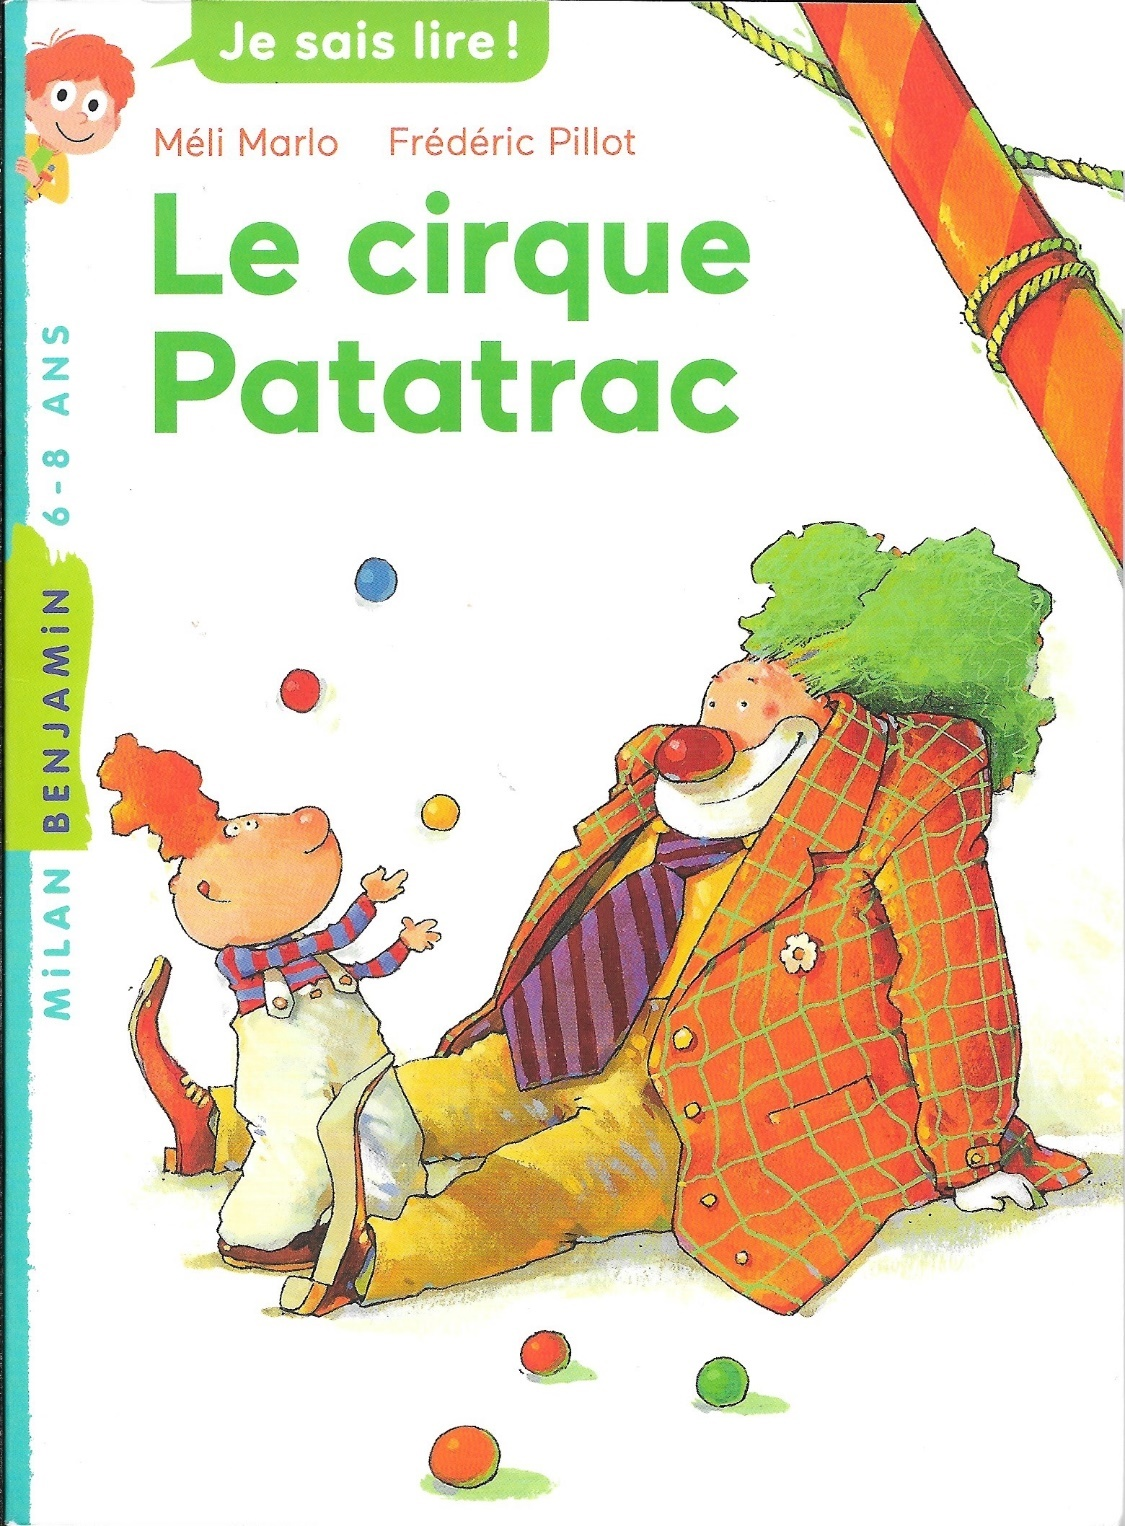 Je sais lire !
Méli Marlo Frédéric Pillot
Le cirque
Patatrac
MiLAN BENJAMiN 6-8 ANS